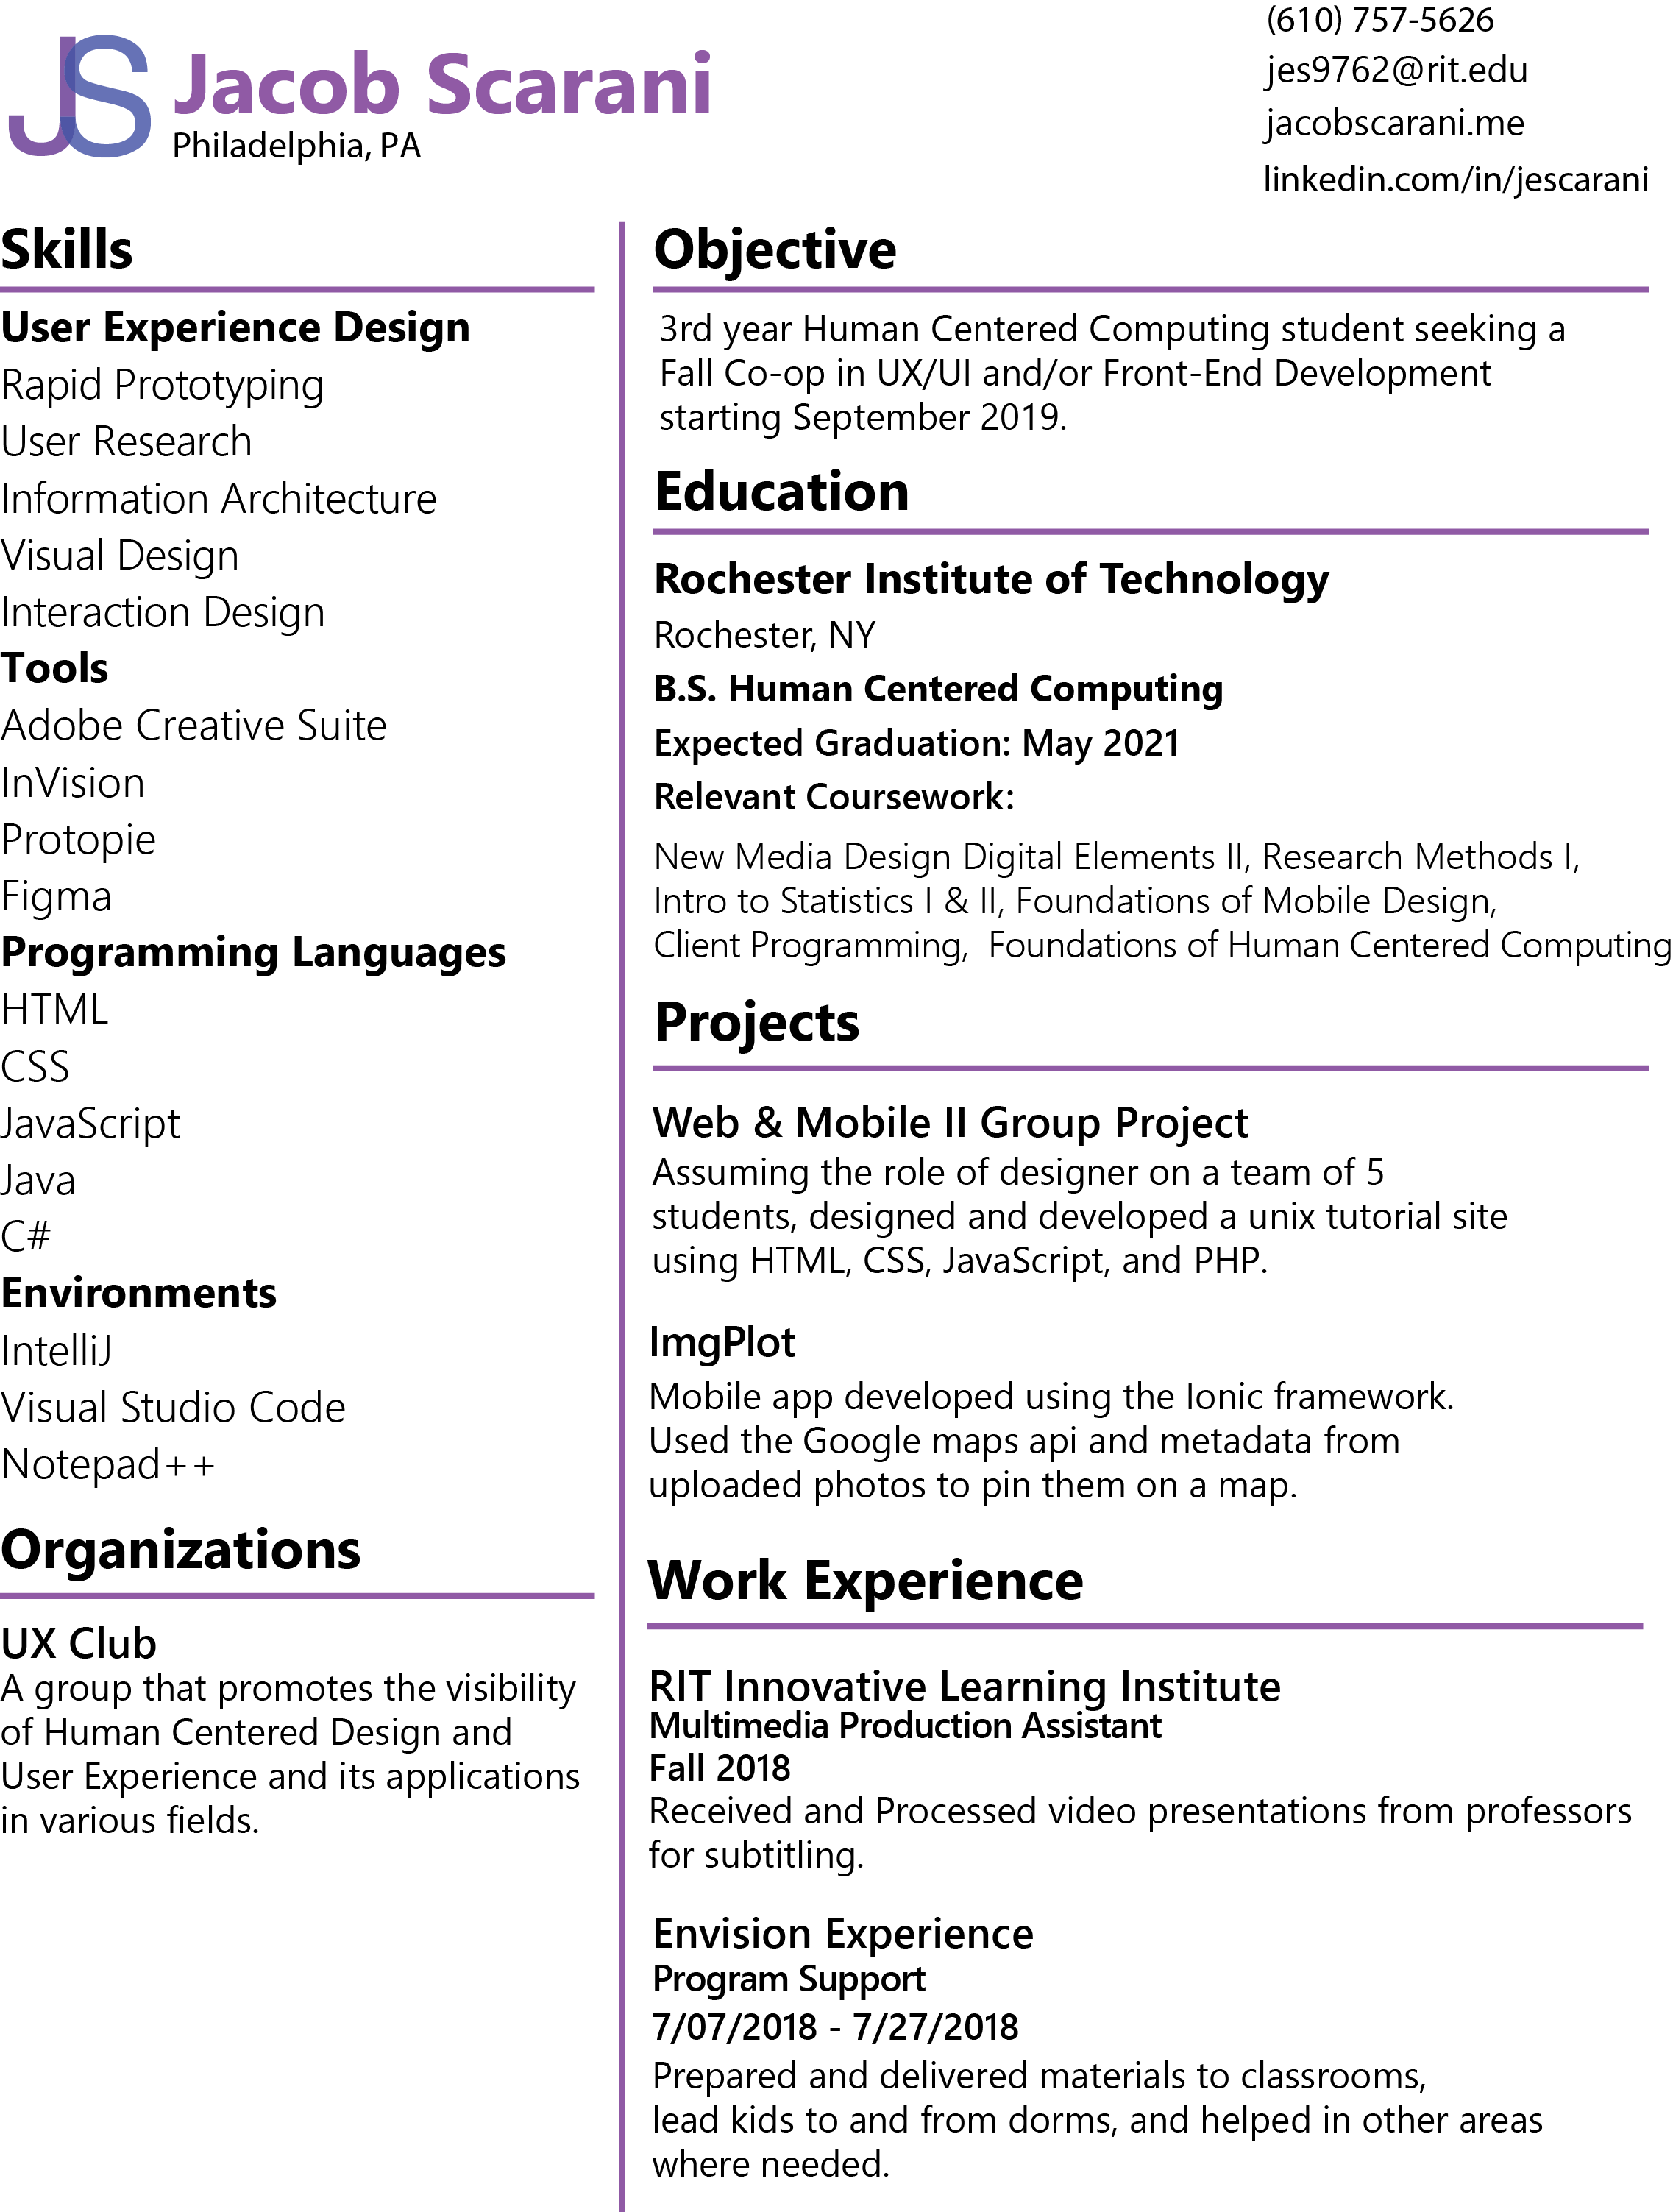 JS
Jacob Scarani
Philadelphia, PA
(610) 757-5626
jes9762@rit.edu
jacobscarani.me
linkedin.com/in/jescarani
Skills
User Experience Design
Rapid Prototyping
User Research
Information Architecture
Visual Design
Interaction Design
Tools
Adobe Creative Suite
InVision
Protopie
Figma
Programming Languages
HTML
CSS
JavaScript
Java
C#
Environments
IntelliJ
Visual Studio Code
Notepad++
Organizations
UX Club
A group that promotes the visibility
of Human Centered Design and
User Experience and its applications
in various fields.
Objective
3rd year Human Centered Computing student seeking a
Fall Co-op in UX/UI and/or Front-End Development
starting September 2019.
Education
Rochester Institute of Technology
Rochester, NY
B.S. Human Centered Computing
Expected Graduation: May 2021
Relevant Coursework:
New Media Design Digital Elements II, Research Methods I,
Intro to Statistics I & II, Foundations of Mobile Design,
Client Programming,  Foundations of Human Centered Computing
Projects
Web & Mobile II Group Project
Assuming the role of designer on a team of 5
students, designed and developed a unix tutorial site
using HTML, CSS, JavaScript, and PHP.
ImgPlot
Mobile app developed using the Ionic framework.
Used the Google maps api and metadata from
uploaded photos to pin them on a map.
Work Experience
RIT Innovative Learning Institute
Multimedia Production Assistant
Fall 2018
Received and Processed video presentations from professors
for subtitling.
Envision Experience
Program Support
7/07/2018 - 7/27/2018
Prepared and delivered materials to classrooms,
lead kids to and from dorms, and helped in other areas
where needed.